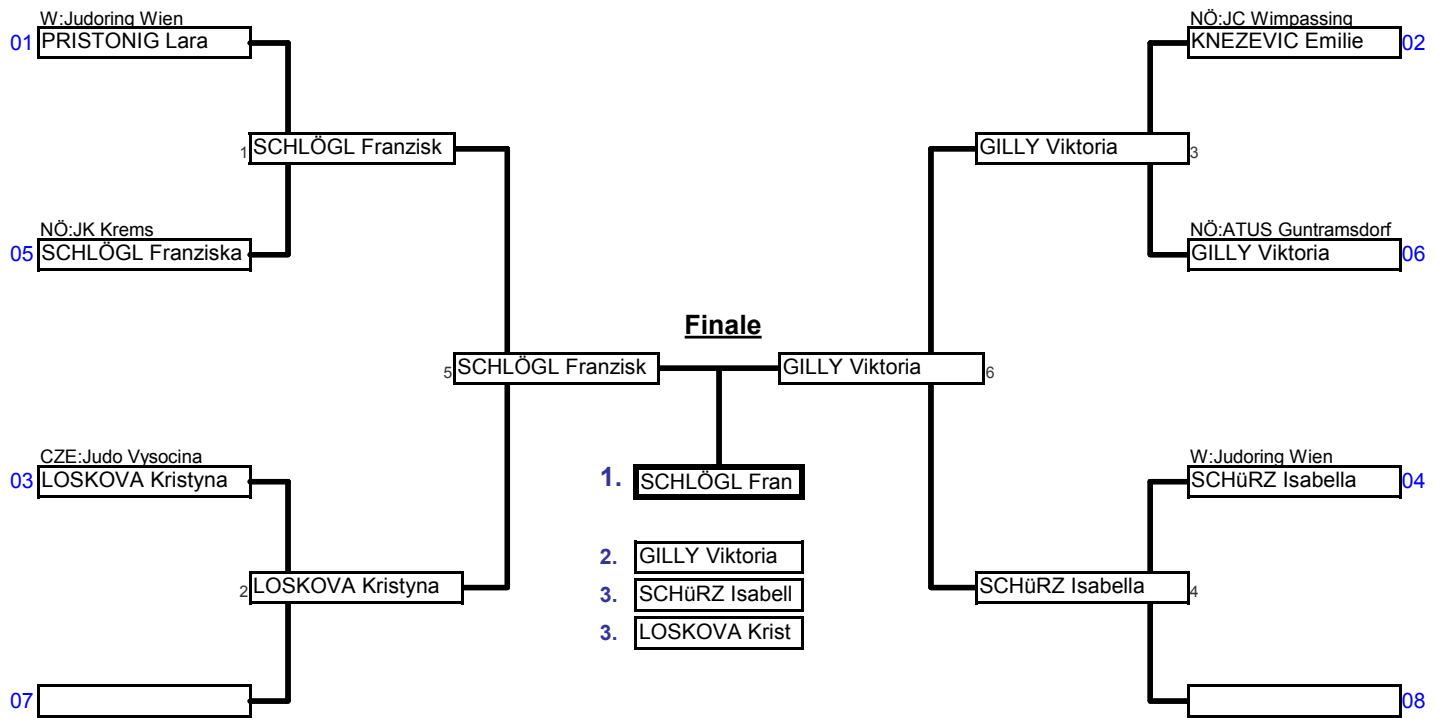 W:Judoring Wien
NÖ:JC Wimpassing
01 PRISTONIG Lara
KNEZEVIC Emilie 02
1 SCHLÖGL Franzisk
GILLY Viktoria 3
NÖ:JK Krems
NÖ:ATUS Guntramsdorf
05 SCHLÖGL Franziska
GILLY Viktoria 06
Finale
5 SCHLÖGL Franzisk
GILLY Viktoria 6
CZE:Judo Vysocina
W:Judoring Wien
03 LOSKOVA Kristyna
1. SCHLÖGL Fran
SCHüRZ Isabella 04
2. GILLY Viktoria
2 LOSKOVA Kristyna
3. SCHüRZ Isabell
SCHüRZ Isabella 4
3. LOSKOVA Krist
07
08